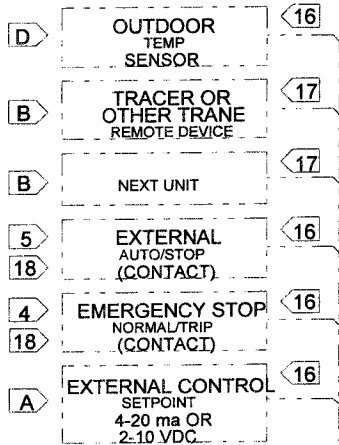 D
OUTDOOR
TEMP
SENSOR
16
B
TRACER OR
OTHER TRANE
REMOTE DEVICE
17
B
NEXT UNIT
17
5
18
EXTERNAL
AUTO/STOP
(CONTACT)
16
4
18
EMERGENCY STOP
NORMAL/TRIP
(CONTACT)
16
A
EXTERNAL CONTROL
SETPOINT
4-20 ma OR
2-10 VDC
16